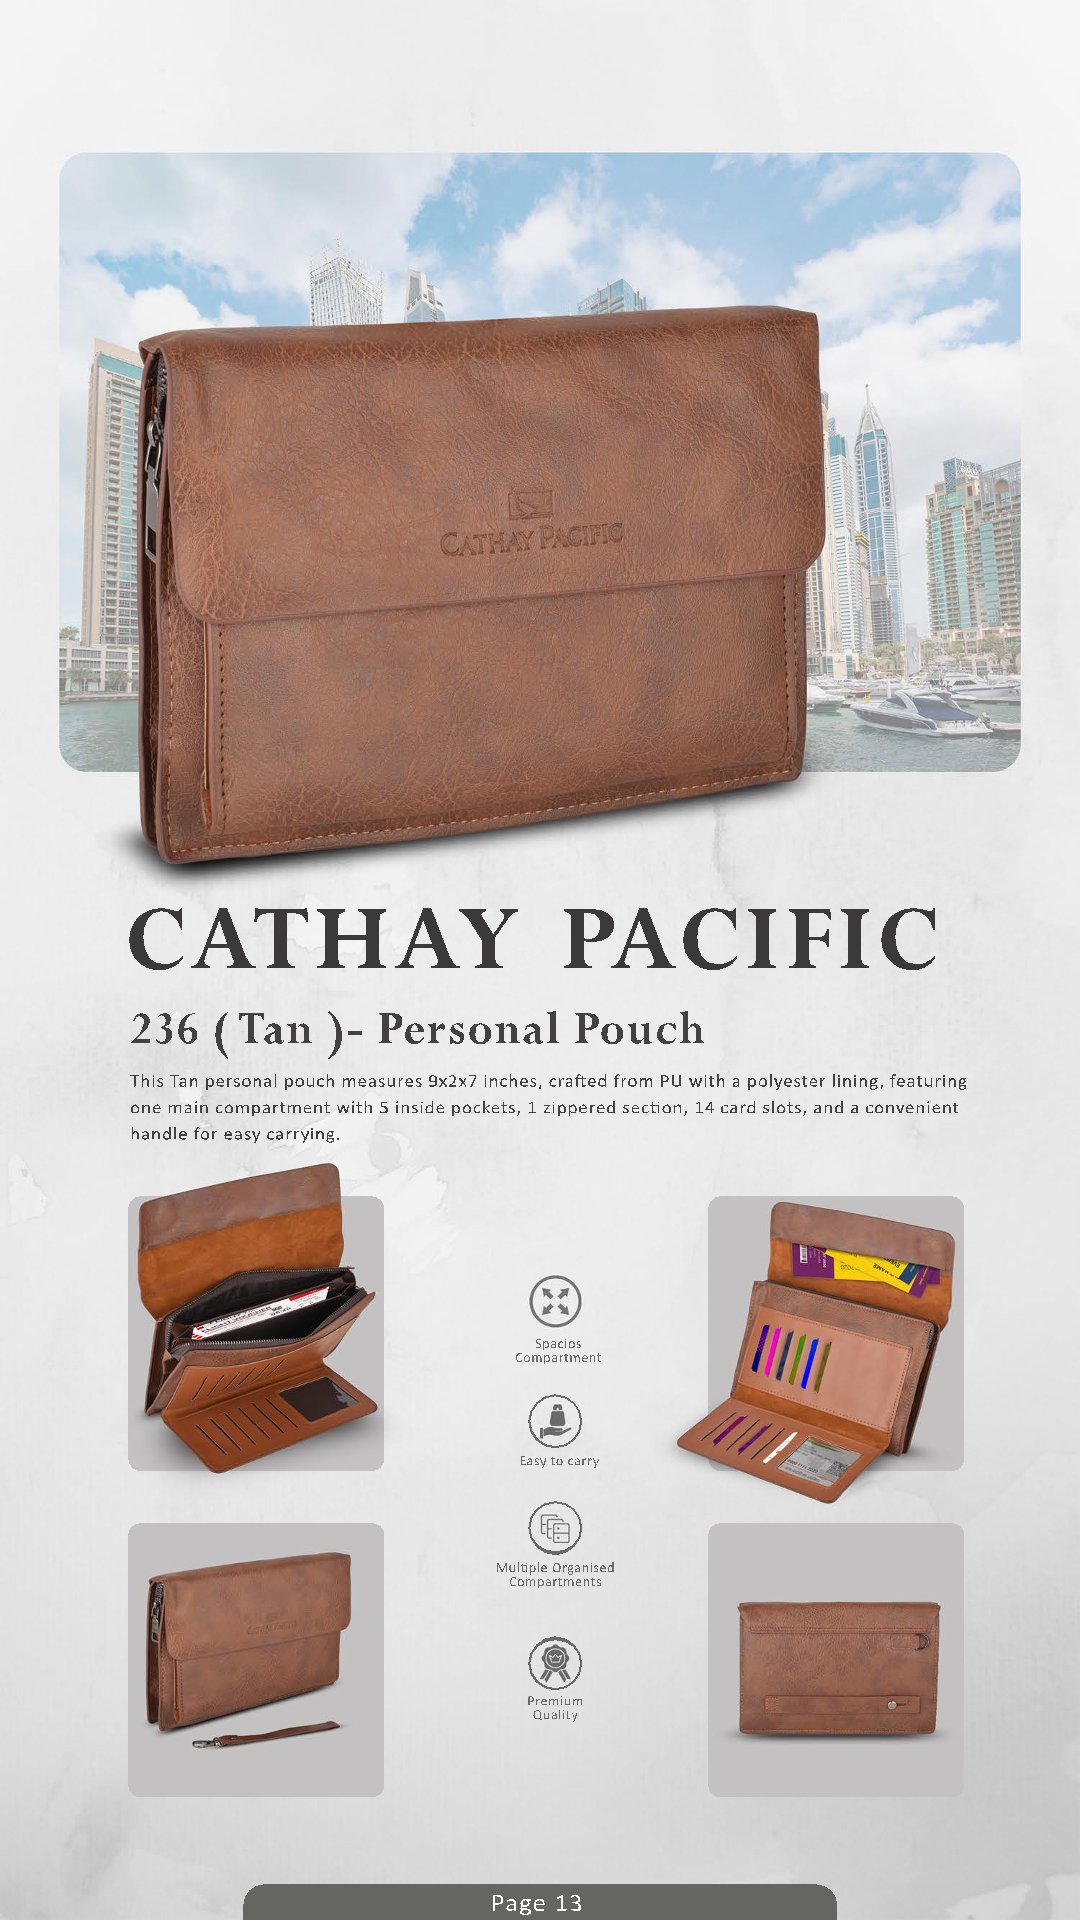 CATHAY PACIFIC
CATHAY PACIFIC
236 ( Tan )- Personal Pouch
This Tan personal pouch measures 9x2x7 inches, crafted from PU with a polyester lining, featuring
one main compartment with 5 inside pockets, 1 zippered section, 14 card slots, and a convenient
handle for easy carrying.
Spacios
Compartment
Easy to carry
Multiple Organised
Compartments
Premium
Quality
Page 13